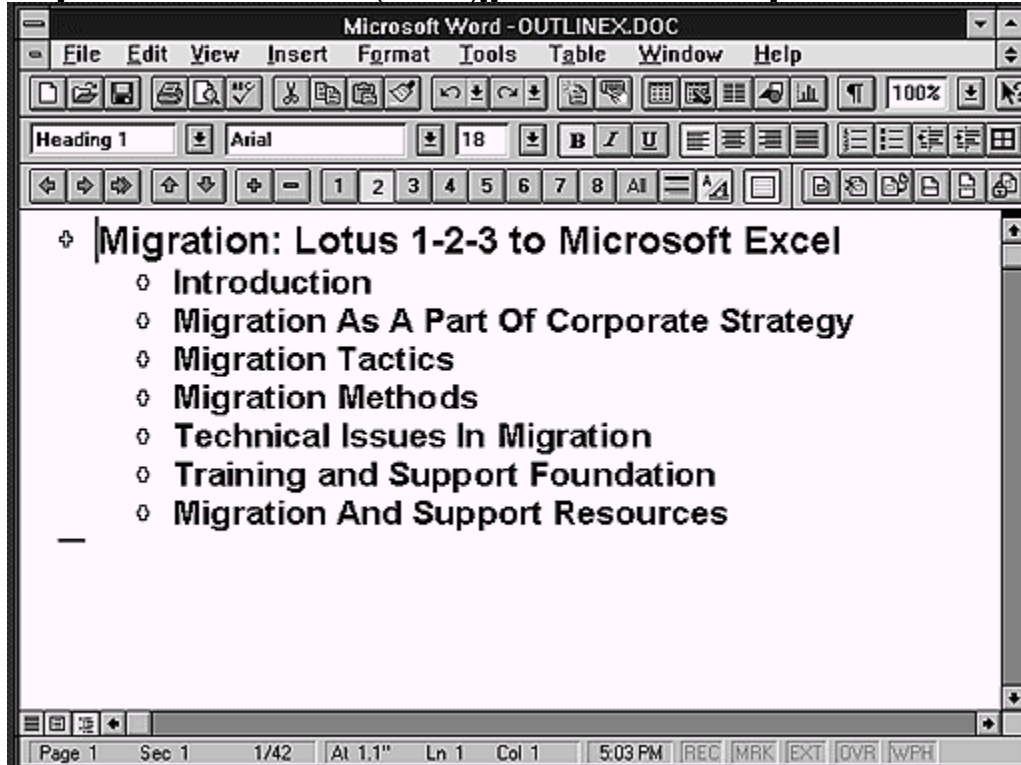 Microsoft Word - OUTLINEX.DOC
File Edit View Insert Format Tools Table Window Help
100%
Heading 1 Arial 18 B I U
1 2 3 4 5 6 7 8 All
Migration: Lotus 1-2-3 to Microsoft Excel
Introduction
Migration As A Part Of Corporate Strategy
Migration Tactics
Migration Methods
Technical Issues In Migration
Training and Support Foundation
Migration And Support Resources
Page 1 Sec 1 1/42 At 1.1" Ln 1 Col 1 5:03 PM REC MRK EXT OVR WPH